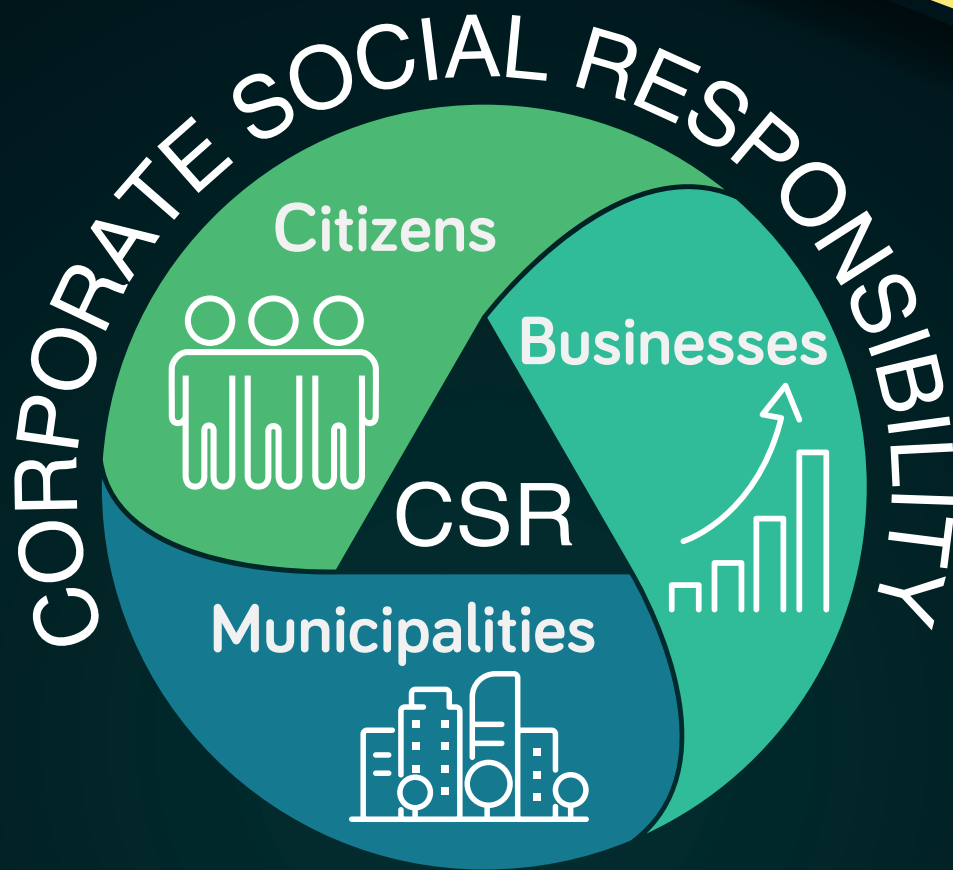 CORPORATE SOCIAL RESPONSIBILITY
Citizens
Businesses
CSR
Municipalities